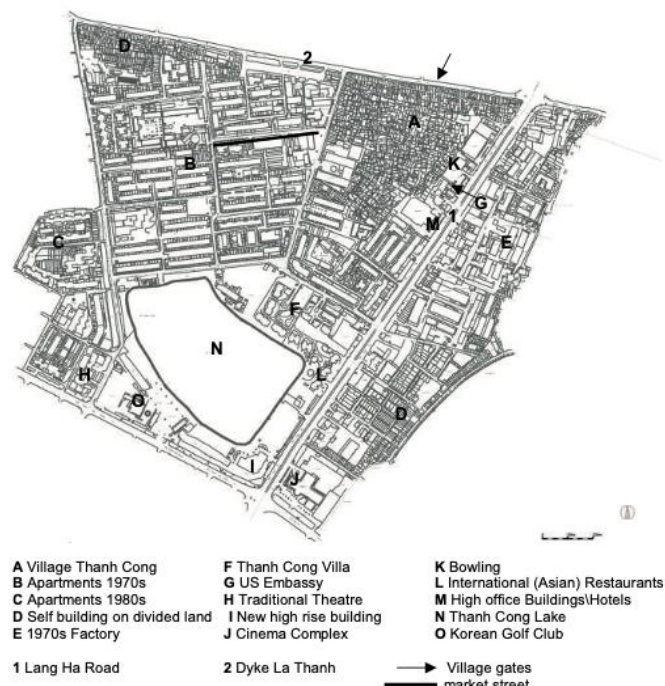 D
2
A
K
B
G
1
M
E
C
F
N
L
H
O
D
I
J
A Village Thanh Cong
B Apartments 1970s
C Apartments 1980s
D Self building on divided land
E 1970s Factory
F Thanh Cong Villa
G US Embassy
H Traditional Theatre
I New high rise building
J Cinema Complex
K Bowling
L International (Asian) Restaurants
M High office Buildings\Hotels
N Thanh Cong Lake
O Korean Golf Club
1 Lang Ha Road
2 Dyke La Thanh
Village gates
market street